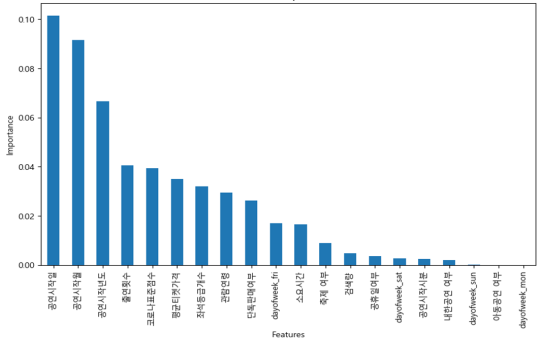 0.10
0.08
0.06
0.04
0.02
0.00
Importance
공연시작일
공연시작월
공연시작년도
출연횟수
코로나표준점수
평균티켓가격
좌석등급개수
관람연령
단독판매여부
dayofweek_fri
소요시간
축제 여부
검색량
공휴일여부
dayofweek_sat
공연시작시분
내한공연 여부
dayofweek_sun
아동공연 여부
dayofweek_mon
Features